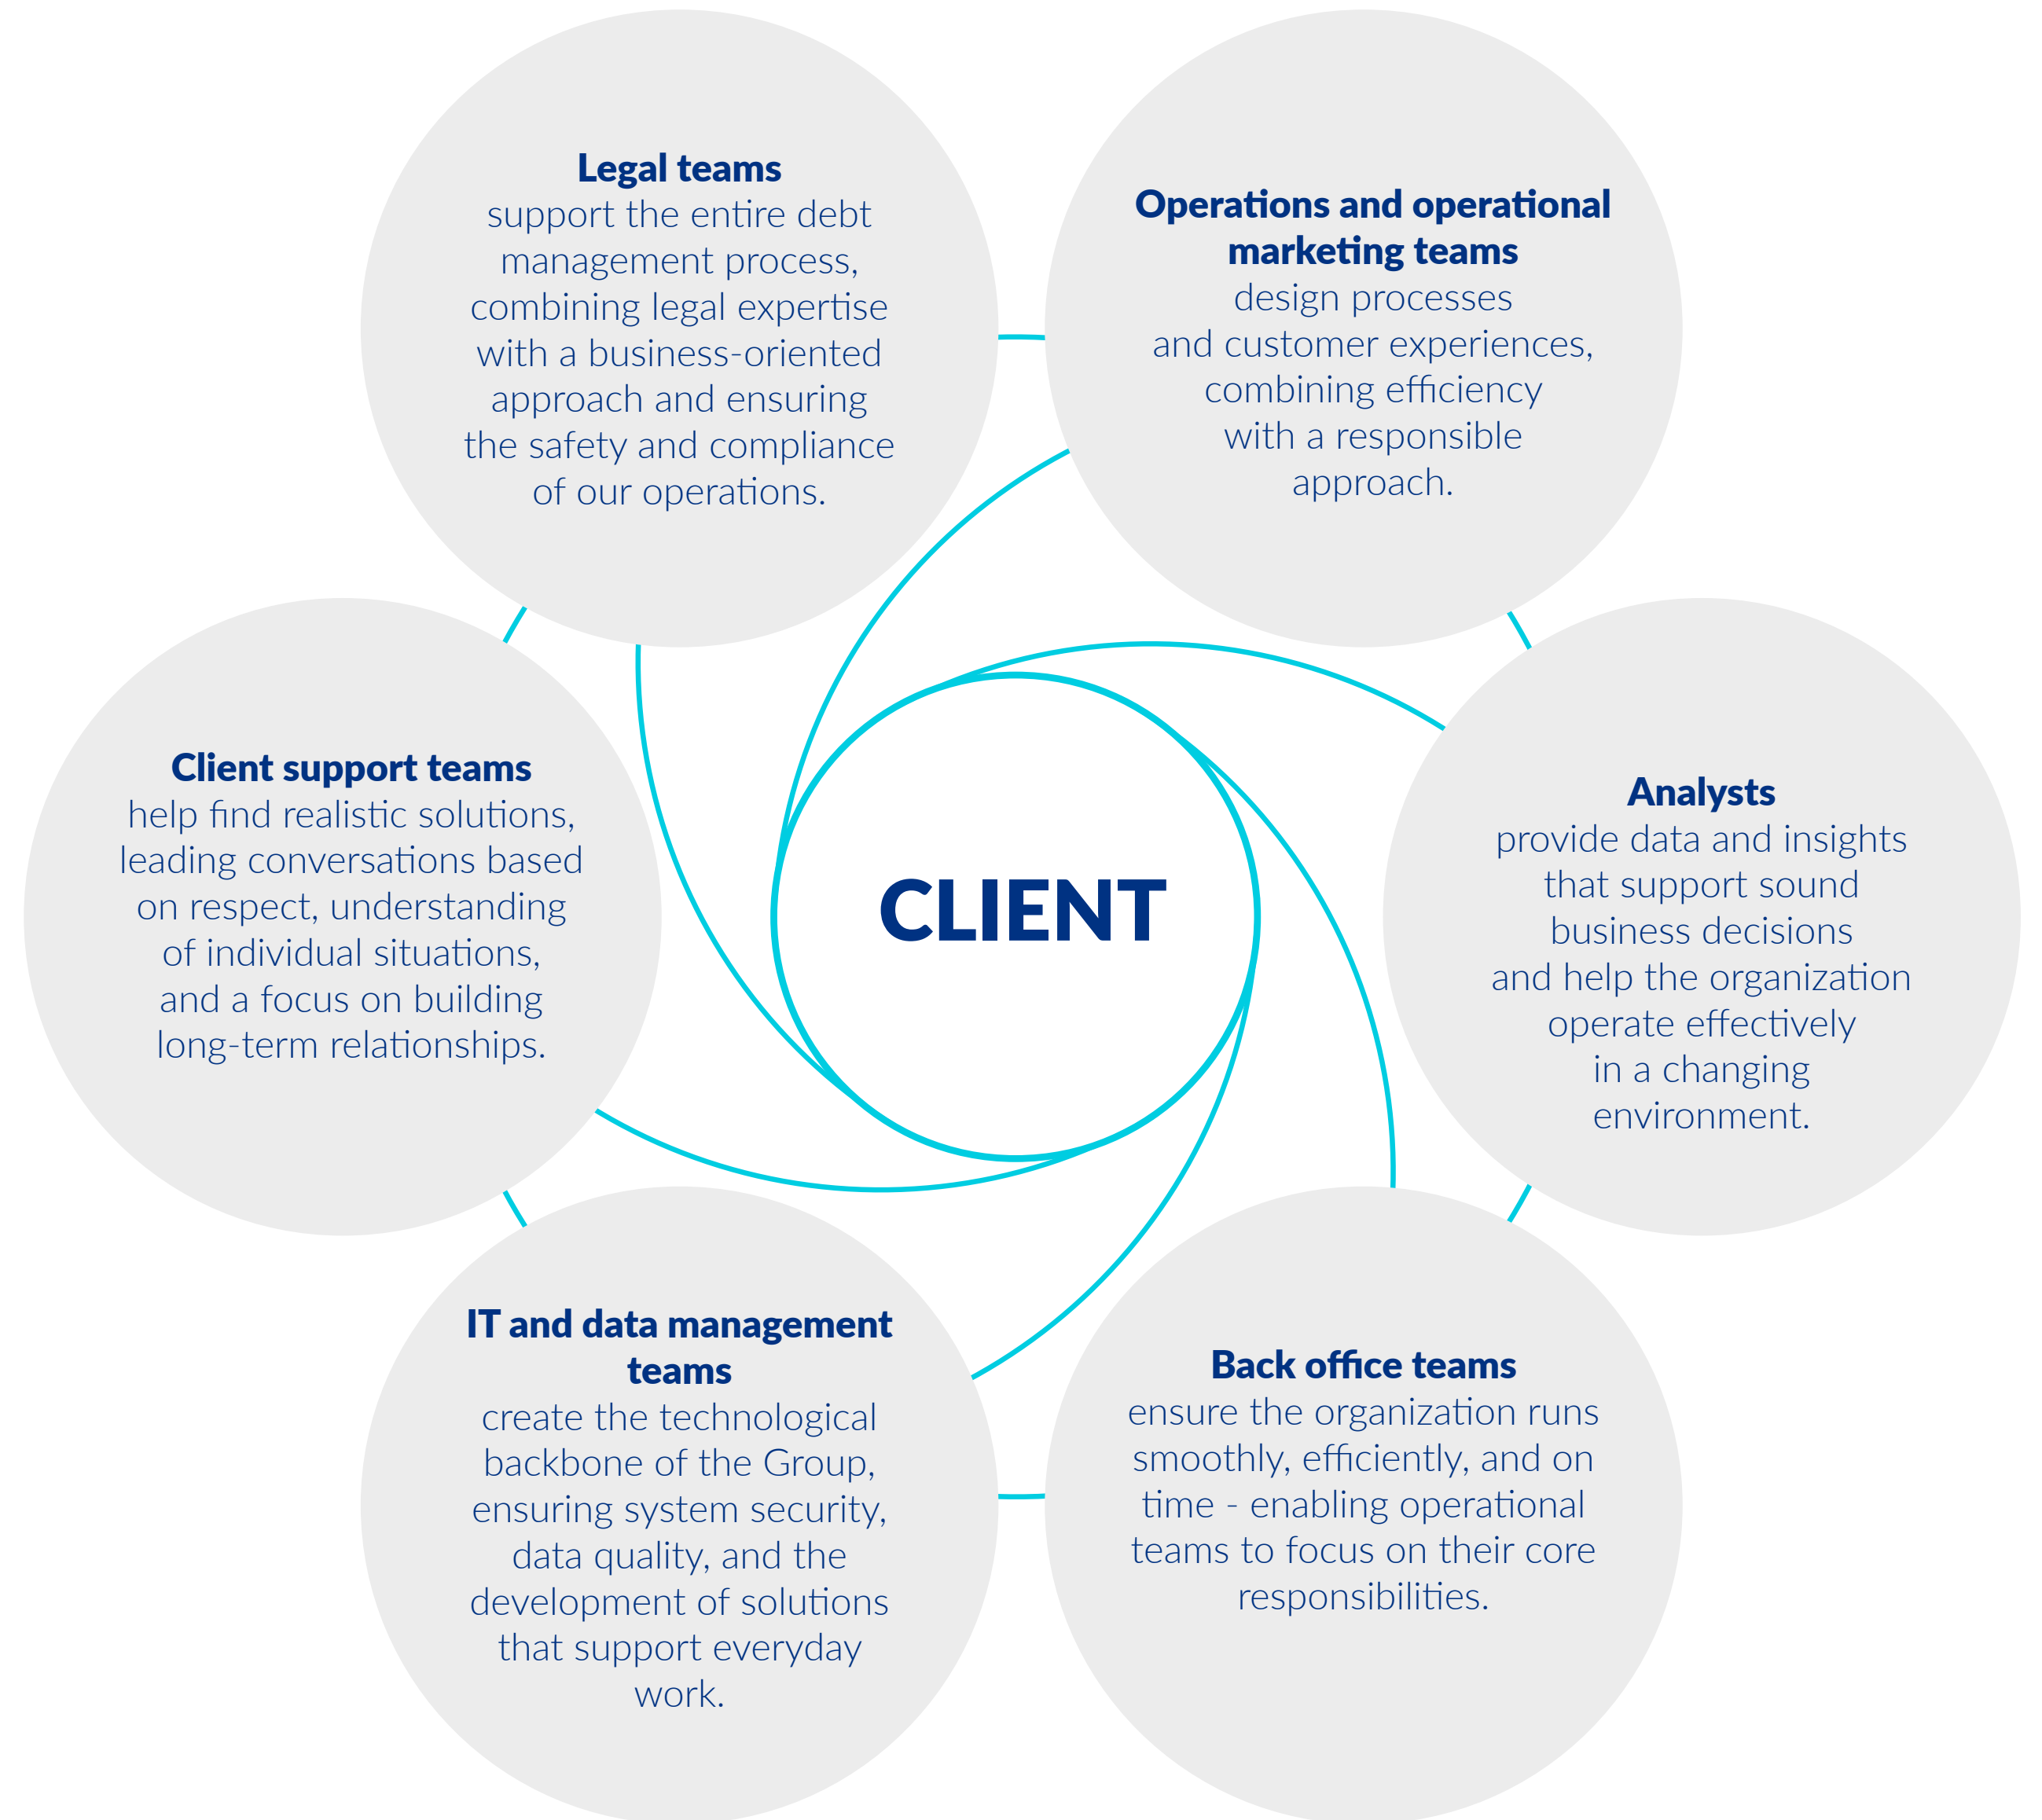 Legal teams
support the entire debt
management process,
combining legal expertise
with a business-oriented
approach and ensuring
the safety and compliance
of our operations.
Operations and operational
marketing teams
design processes
and customer experiences,
combining efficiency
with a responsible
approach.
Client support teams
help find realistic solutions,
leading conversations based
on respect, understanding
of individual situations,
and a focus on building
long-term relationships.
CLIENT
Analysts
provide data and insights
that support sound
business decisions
and help the organization
operate effectively
in a changing
environment.
IT and data management
teams
create the technological
backbone of the Group,
ensuring system security,
data quality, and the
development of solutions
that support everyday
work.
Back office teams
ensure the organization runs
smoothly, efficiently, and on
time - enabling operational
teams to focus on their core
responsibilities.